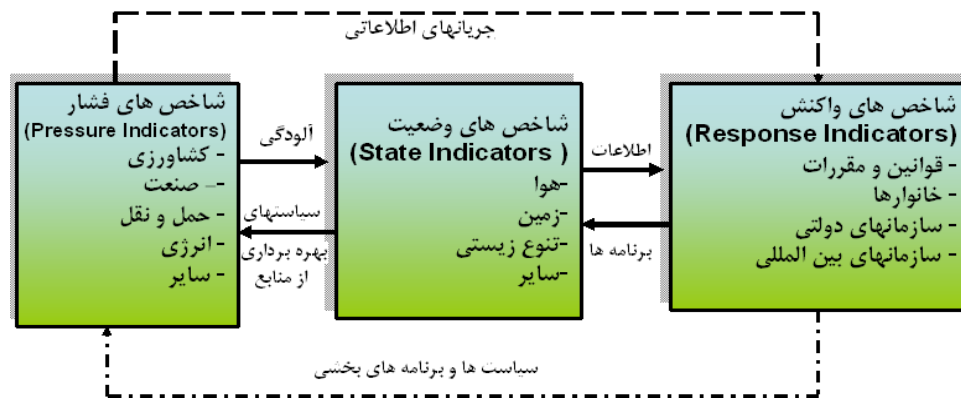 جریانهای اطلاعاتی
شاخص های واکنش
(Response Indicators)
- قوانین و مقررات
- خانوارها
- سازمانهای دولتی
- سازمانهای بین المللی
اطلاعات
برنامه ها
شاخص های وضعیت
(State Indicators )
-هوا
-زمین
-تنوع زیستی
-سایر
آلودگی
سیاستهای
بهره برداری
از منابع
شاخص های فشار
(Pressure Indicators)
- کشاورزی
-- صنعت
- حمل و نقل
- انرژی
- سایر
سیاست ها و برنامه های بخشی